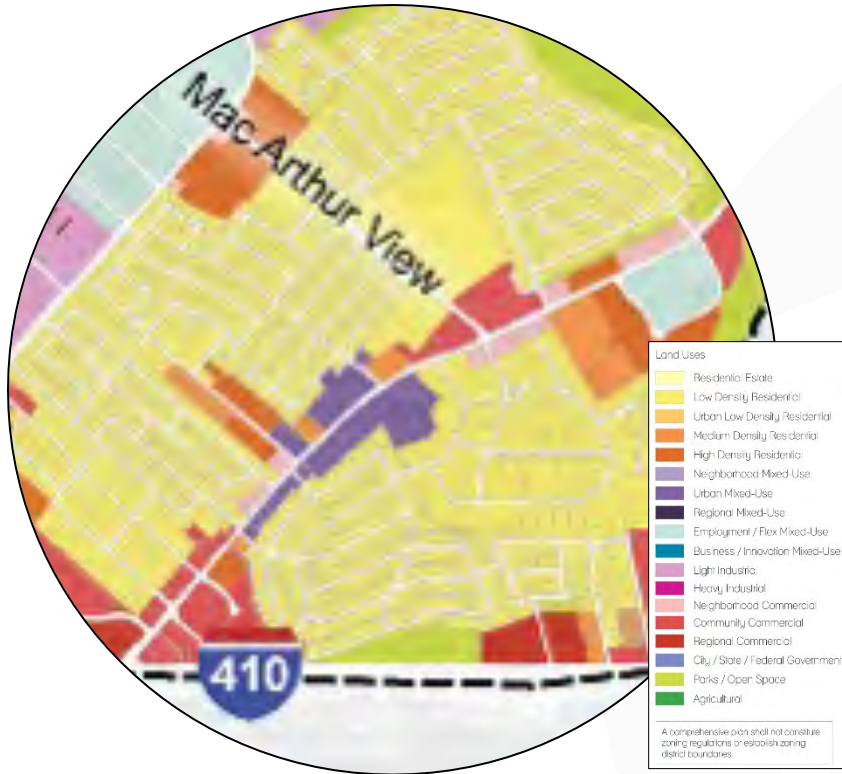 Mac Arthur View
410
Land Uses
Residential Estate
Low Density Residential
Urban Low Density Residential
Medium Density Residential
High Density Residential
Neighborhood Mixed-Use
Urban Mixed-Use
Regional Mixed-Use
Employment / Flex Mixed-Use
Business / Innovation Mixed-Use
Light Industrial
Heavy Industrial
Neighborhood Commercial
Community Commercial
Regional Commercial
City / State / Federal Government
Parks / Open Space
Agricultural
A comprehensive plan shall not constitute
zoning regulations or establish zoning
district boundaries.